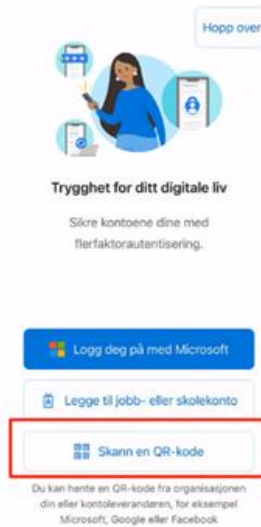 Hopp over
Trygghet for ditt digitale liv
Sikre kontoene dine med
flerfaktorautentisering.
Logg deg på med Microsoft
Legge til jobb- eller skolekonto
Skann en QR-kode
Du kan hente en QR-kode fra organisasjonen
din eller kontoleverandøren, for eksempel
Microsoft, Google eller Facebook